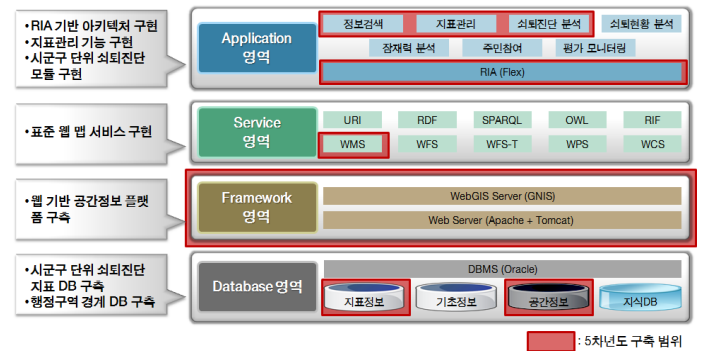 •RIA 기반 아키텍처 구현
•지표관리 기능 구현
•시군구 단위 쇠퇴진단
모듈 구현
Application
영역
정보검색 지표관리 쇠퇴진단 분석 쇠퇴현황 분석
잠재력 분석 주민참여 평가 모니터링
RIA (Flex)
•표준 웹 맵 서비스 구현
Service
영역
URI RDF SPARQL OWL RIF
WMS WFS WFS-T WPS WCS
•웹 기반 공간정보 플랫
폼 구축
Framework
영역
WebGIS Server (GNIS)
Web Server (Apache + Tomcat)
•시군구 단위 쇠퇴진단
지표 DB 구축
•행정구역 경계 DB 구축
Database 영역
DBMS (Oracle)
지표정보 기초정보 공간정보 지식DB
: 5차년도 구축 범위